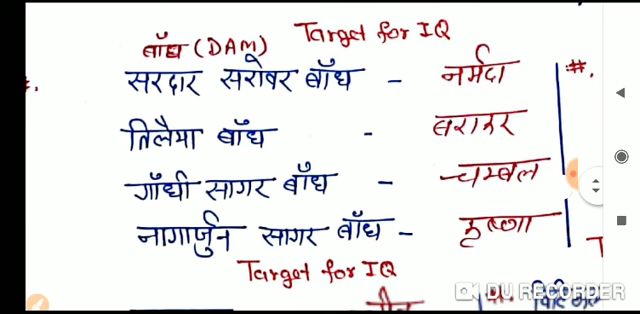 बाँध (DAM) Target for IQ
#. सरदार सरोवर बाँध - नर्मदा #.
तिलैया बाँध - बराकर
गाँधी सागर बाँध - चम्बल
नागार्जुन सागर बाँध - कृष्णा
Target for IQ
DU RECORDER